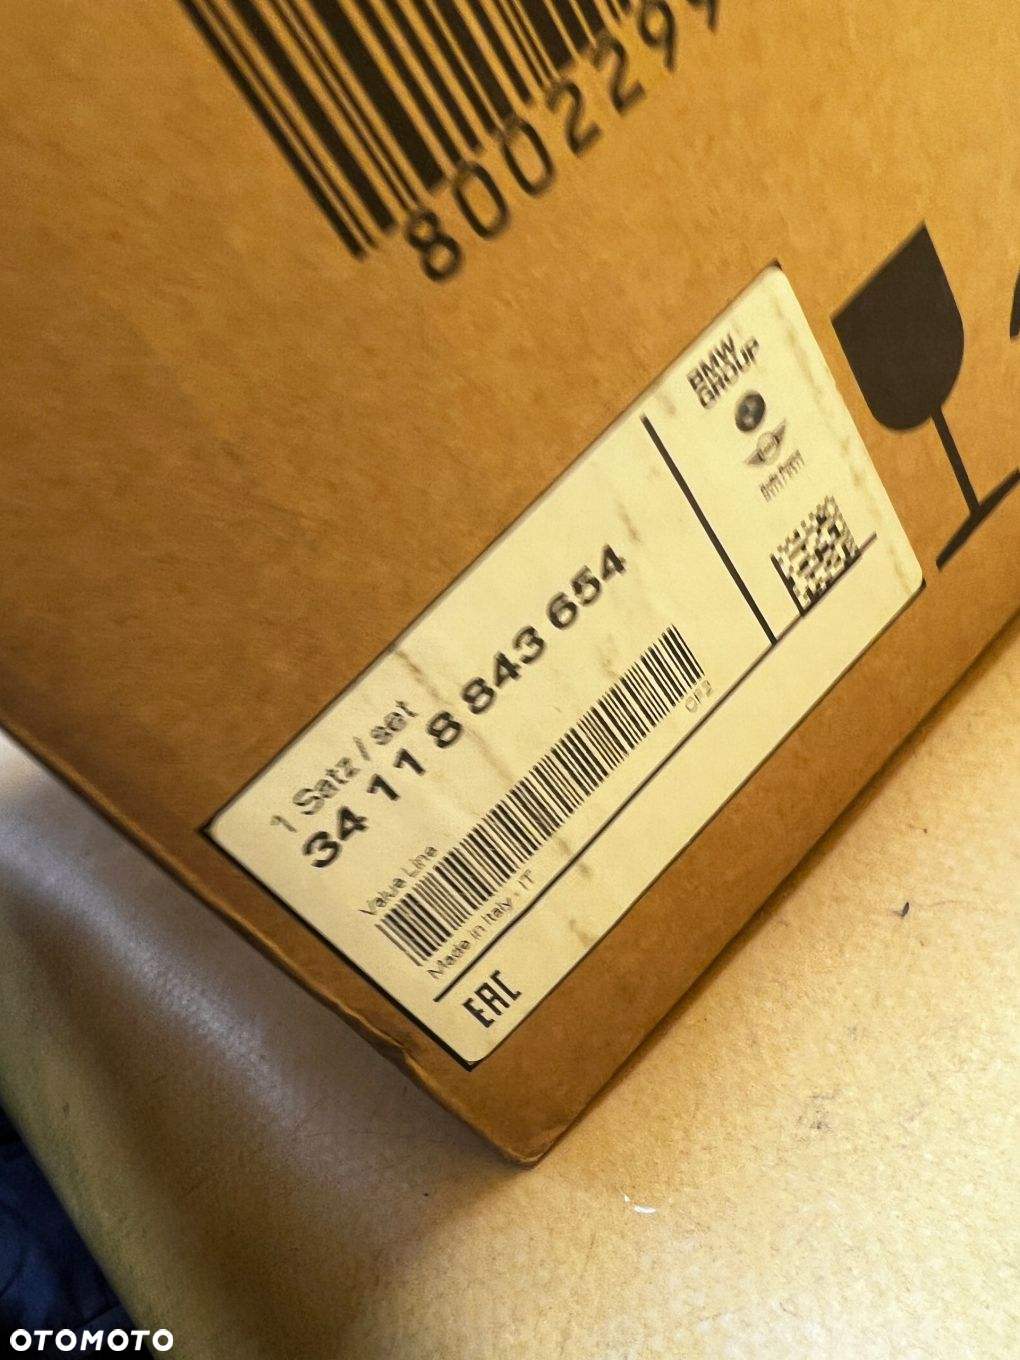 800229
BMW
GROUP
1 Satz / set
34 11 8 843 654
Value Line
CF2
Made in Italy - IT
EAC
OTOMOTO